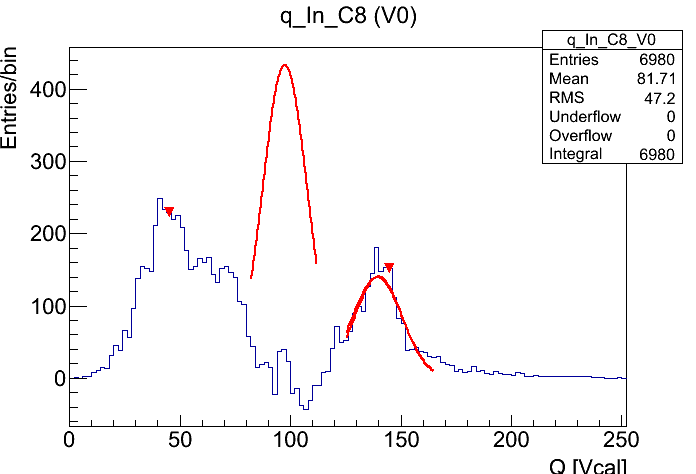 q_In_C8 (V0)
q_In_C8_V0
Entries 6980
Mean 81.71
RMS 47.2
Underflow 0
Overflow 0
Integral 6980
Entries/bin
400
300
200
100
0
0 50 100 150 200 250
Q [Vcal]